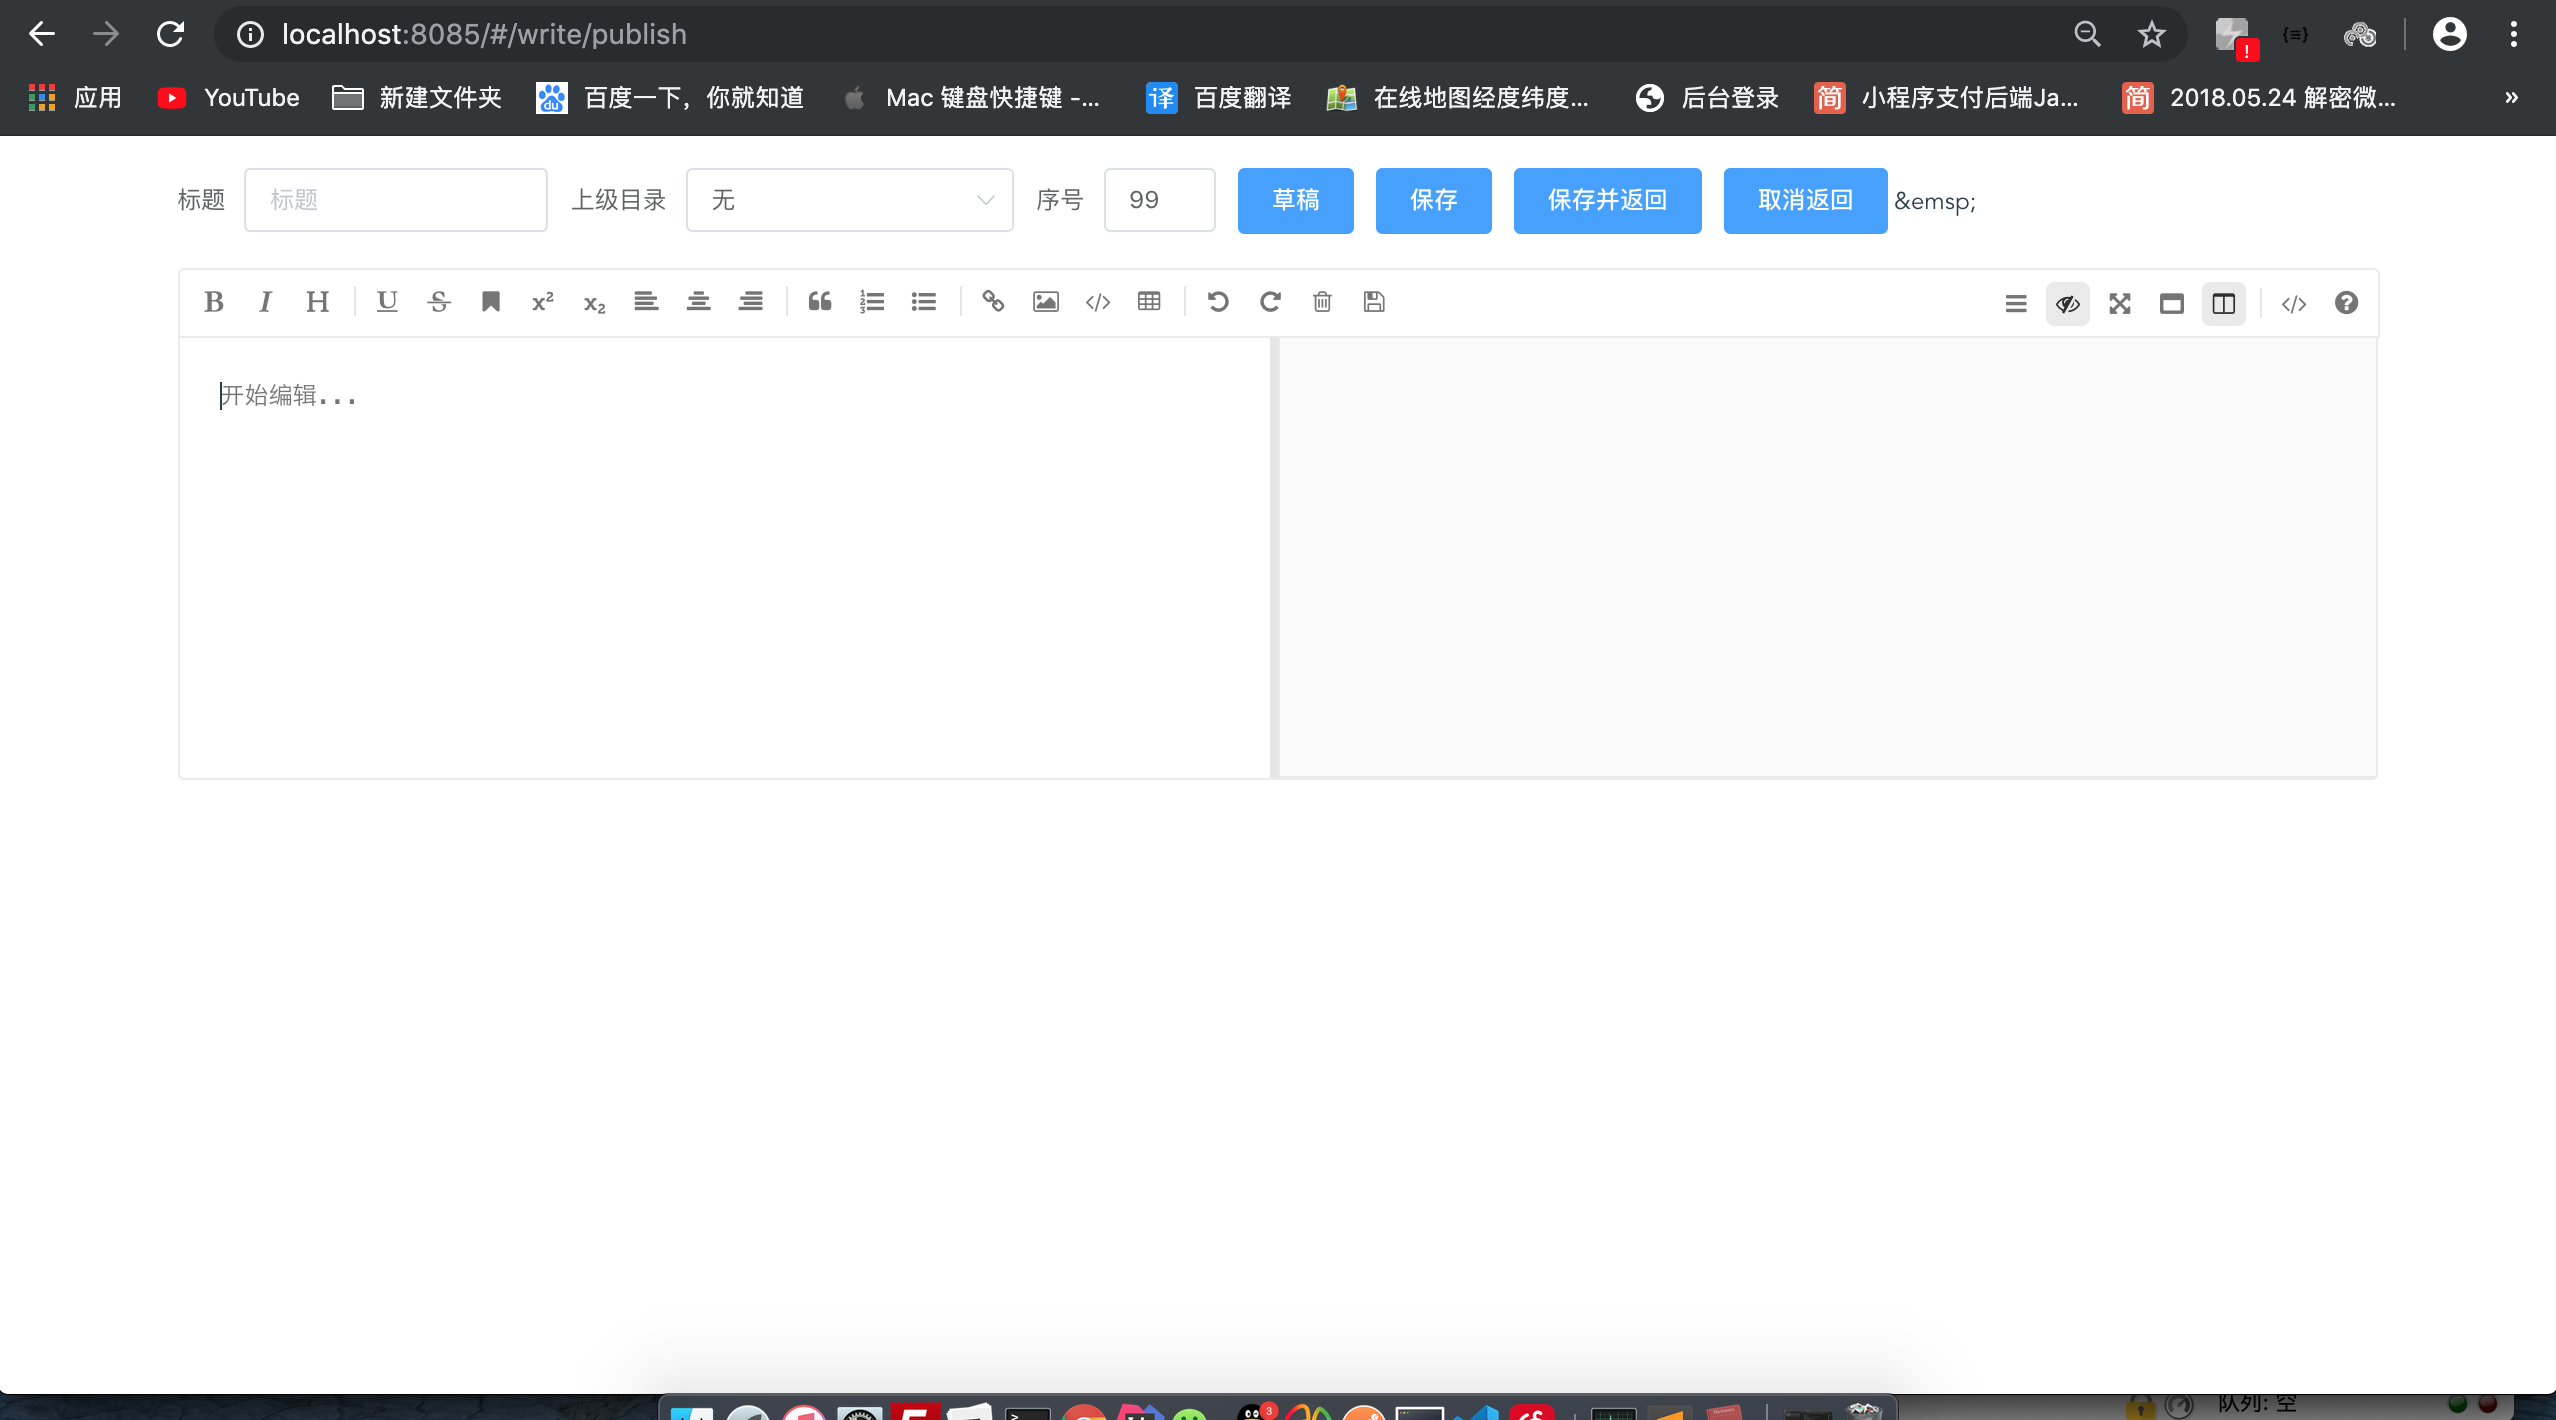 localhost:8085/#/write/publish
应用 YouTube 新建文件夹 百度一下，你就知道 Mac 键盘快捷键 -... 百度翻译 在线地图经度纬度... 后台登录 小程序支付后端Ja... 2018.05.24 解密微... »
标题 标题 上级目录 无 序号 99 草稿 保存 保存并返回 取消返回 &emsp;
开始编辑...
队列: 空